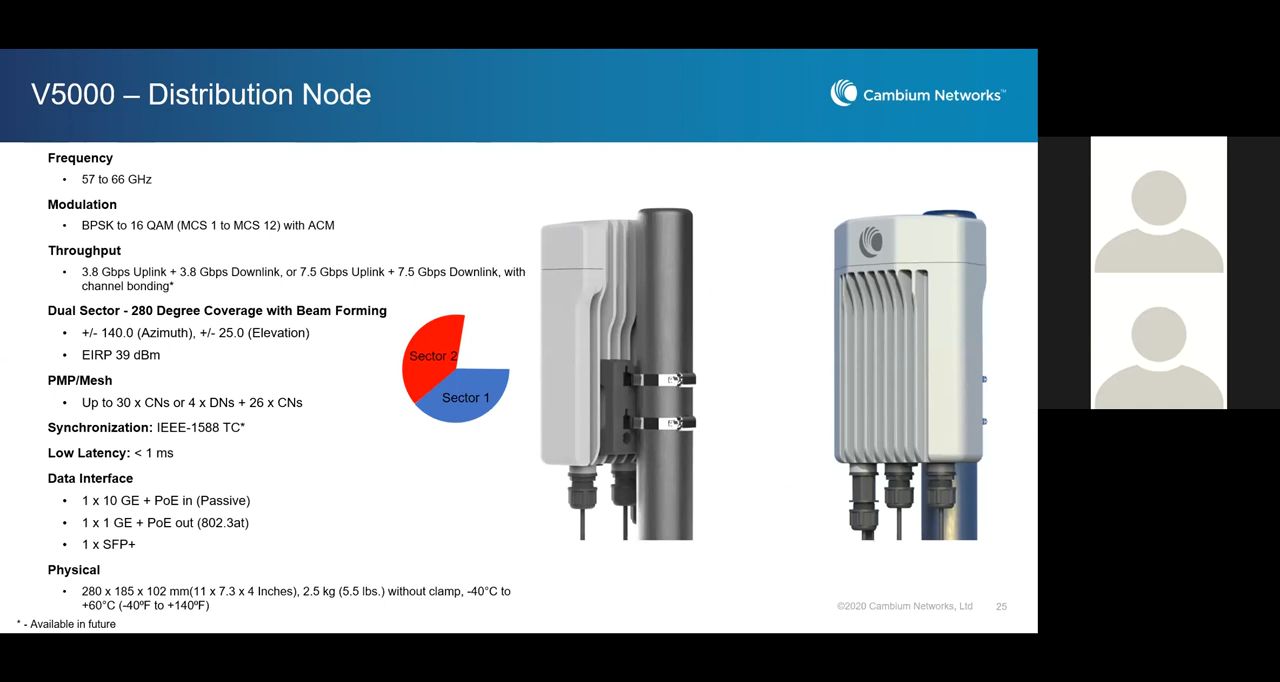 V5000 – Distribution Node
Cambium Networks™
Frequency
• 57 to 66 GHz
Modulation
• BPSK to 16 QAM (MCS 1 to MCS 12) with ACM
Throughput
• 3.8 Gbps Uplink + 3.8 Gbps Downlink, or 7.5 Gbps Uplink + 7.5 Gbps Downlink, with
channel bonding*
Dual Sector - 280 Degree Coverage with Beam Forming
• +/- 140.0 (Azimuth), +/- 25.0 (Elevation)
• EIRP 39 dBm
Sector 2
Sector 1
PMP/Mesh
• Up to 30 x CNs or 4 x DNs + 26 x CNs
Synchronization: IEEE-1588 TC*
Low Latency: < 1 ms
Data Interface
• 1 x 10 GE + PoE in (Passive)
• 1 x 1 GE + PoE out (802.3at)
• 1 x SFP+
Physical
• 280 x 185 x 102 mm(11 x 7.3 x 4 Inches), 2.5 kg (5.5 lbs.) without clamp, -40°C to
+60°C (-40ºF to +140ºF)
©2020 Cambium Networks, Ltd 25
* - Available in future